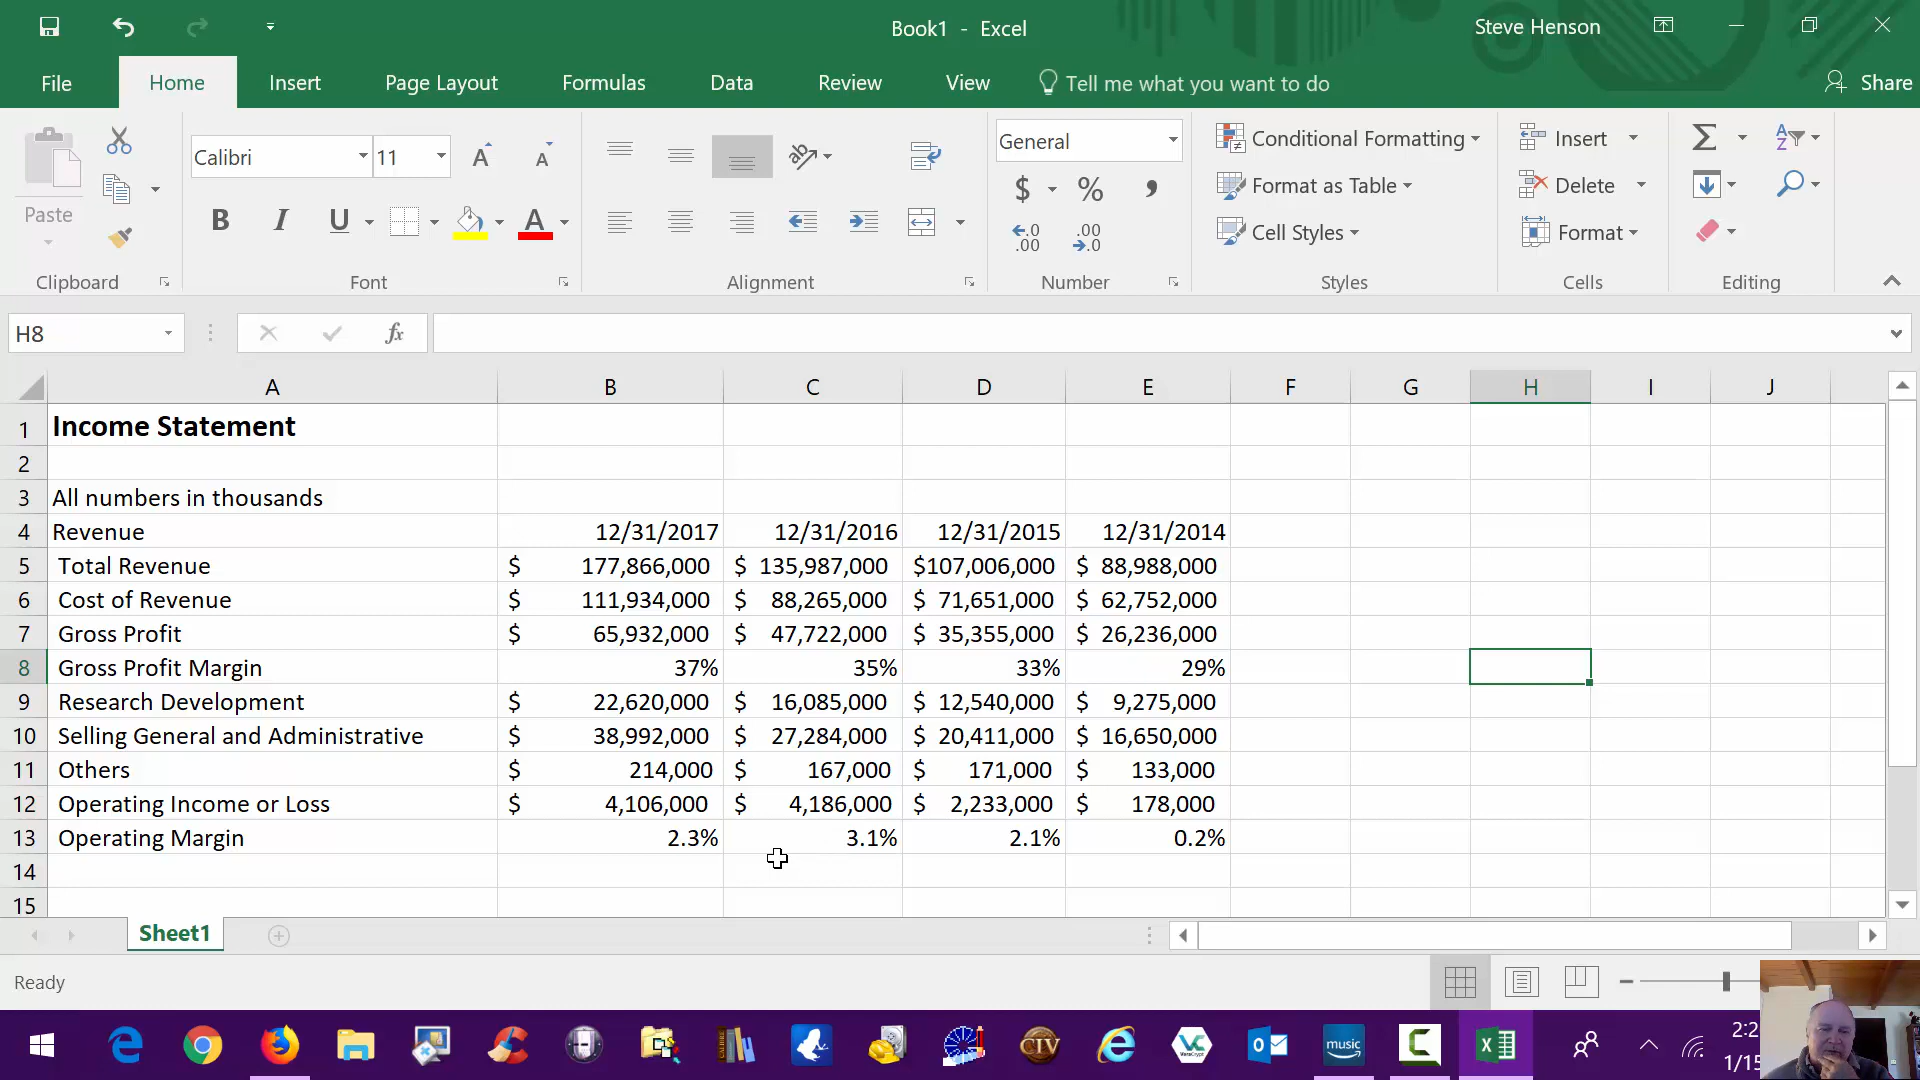 Book1 - Excel
Steve Henson
File Home Insert Page Layout Formulas Data Review View Tell me what you want to do Share
Paste
Calibri 11
B I U A
General
$ % ,
Conditional Formatting
Format as Table
Cell Styles
Insert
Delete
Format
Clipboard Font Alignment Number Styles Cells Editing
H8 fx
A B C D E F G H I J
1 Income Statement
2
3 All numbers in thousands
4 Revenue 12/31/2017 12/31/2016 12/31/2015 12/31/2014
5 Total Revenue $ 177,866,000 $ 135,987,000 $107,006,000 $ 88,988,000
6 Cost of Revenue $ 111,934,000 $ 88,265,000 $ 71,651,000 $ 62,752,000
7 Gross Profit $ 65,932,000 $ 47,722,000 $ 35,355,000 $ 26,236,000
8 Gross Profit Margin 37% 35% 33% 29%
9 Research Development $ 22,620,000 $ 16,085,000 $ 12,540,000 $ 9,275,000
10 Selling General and Administrative $ 38,992,000 $ 27,284,000 $ 20,411,000 $ 16,650,000
11 Others $ 214,000 $ 167,000 $ 171,000 $ 133,000
12 Operating Income or Loss $ 4,106,000 $ 4,186,000 $ 2,233,000 $ 178,000
13 Operating Margin 2.3% 3.1% 2.1% 0.2%
14
15
Sheet1
Ready
CIV
music